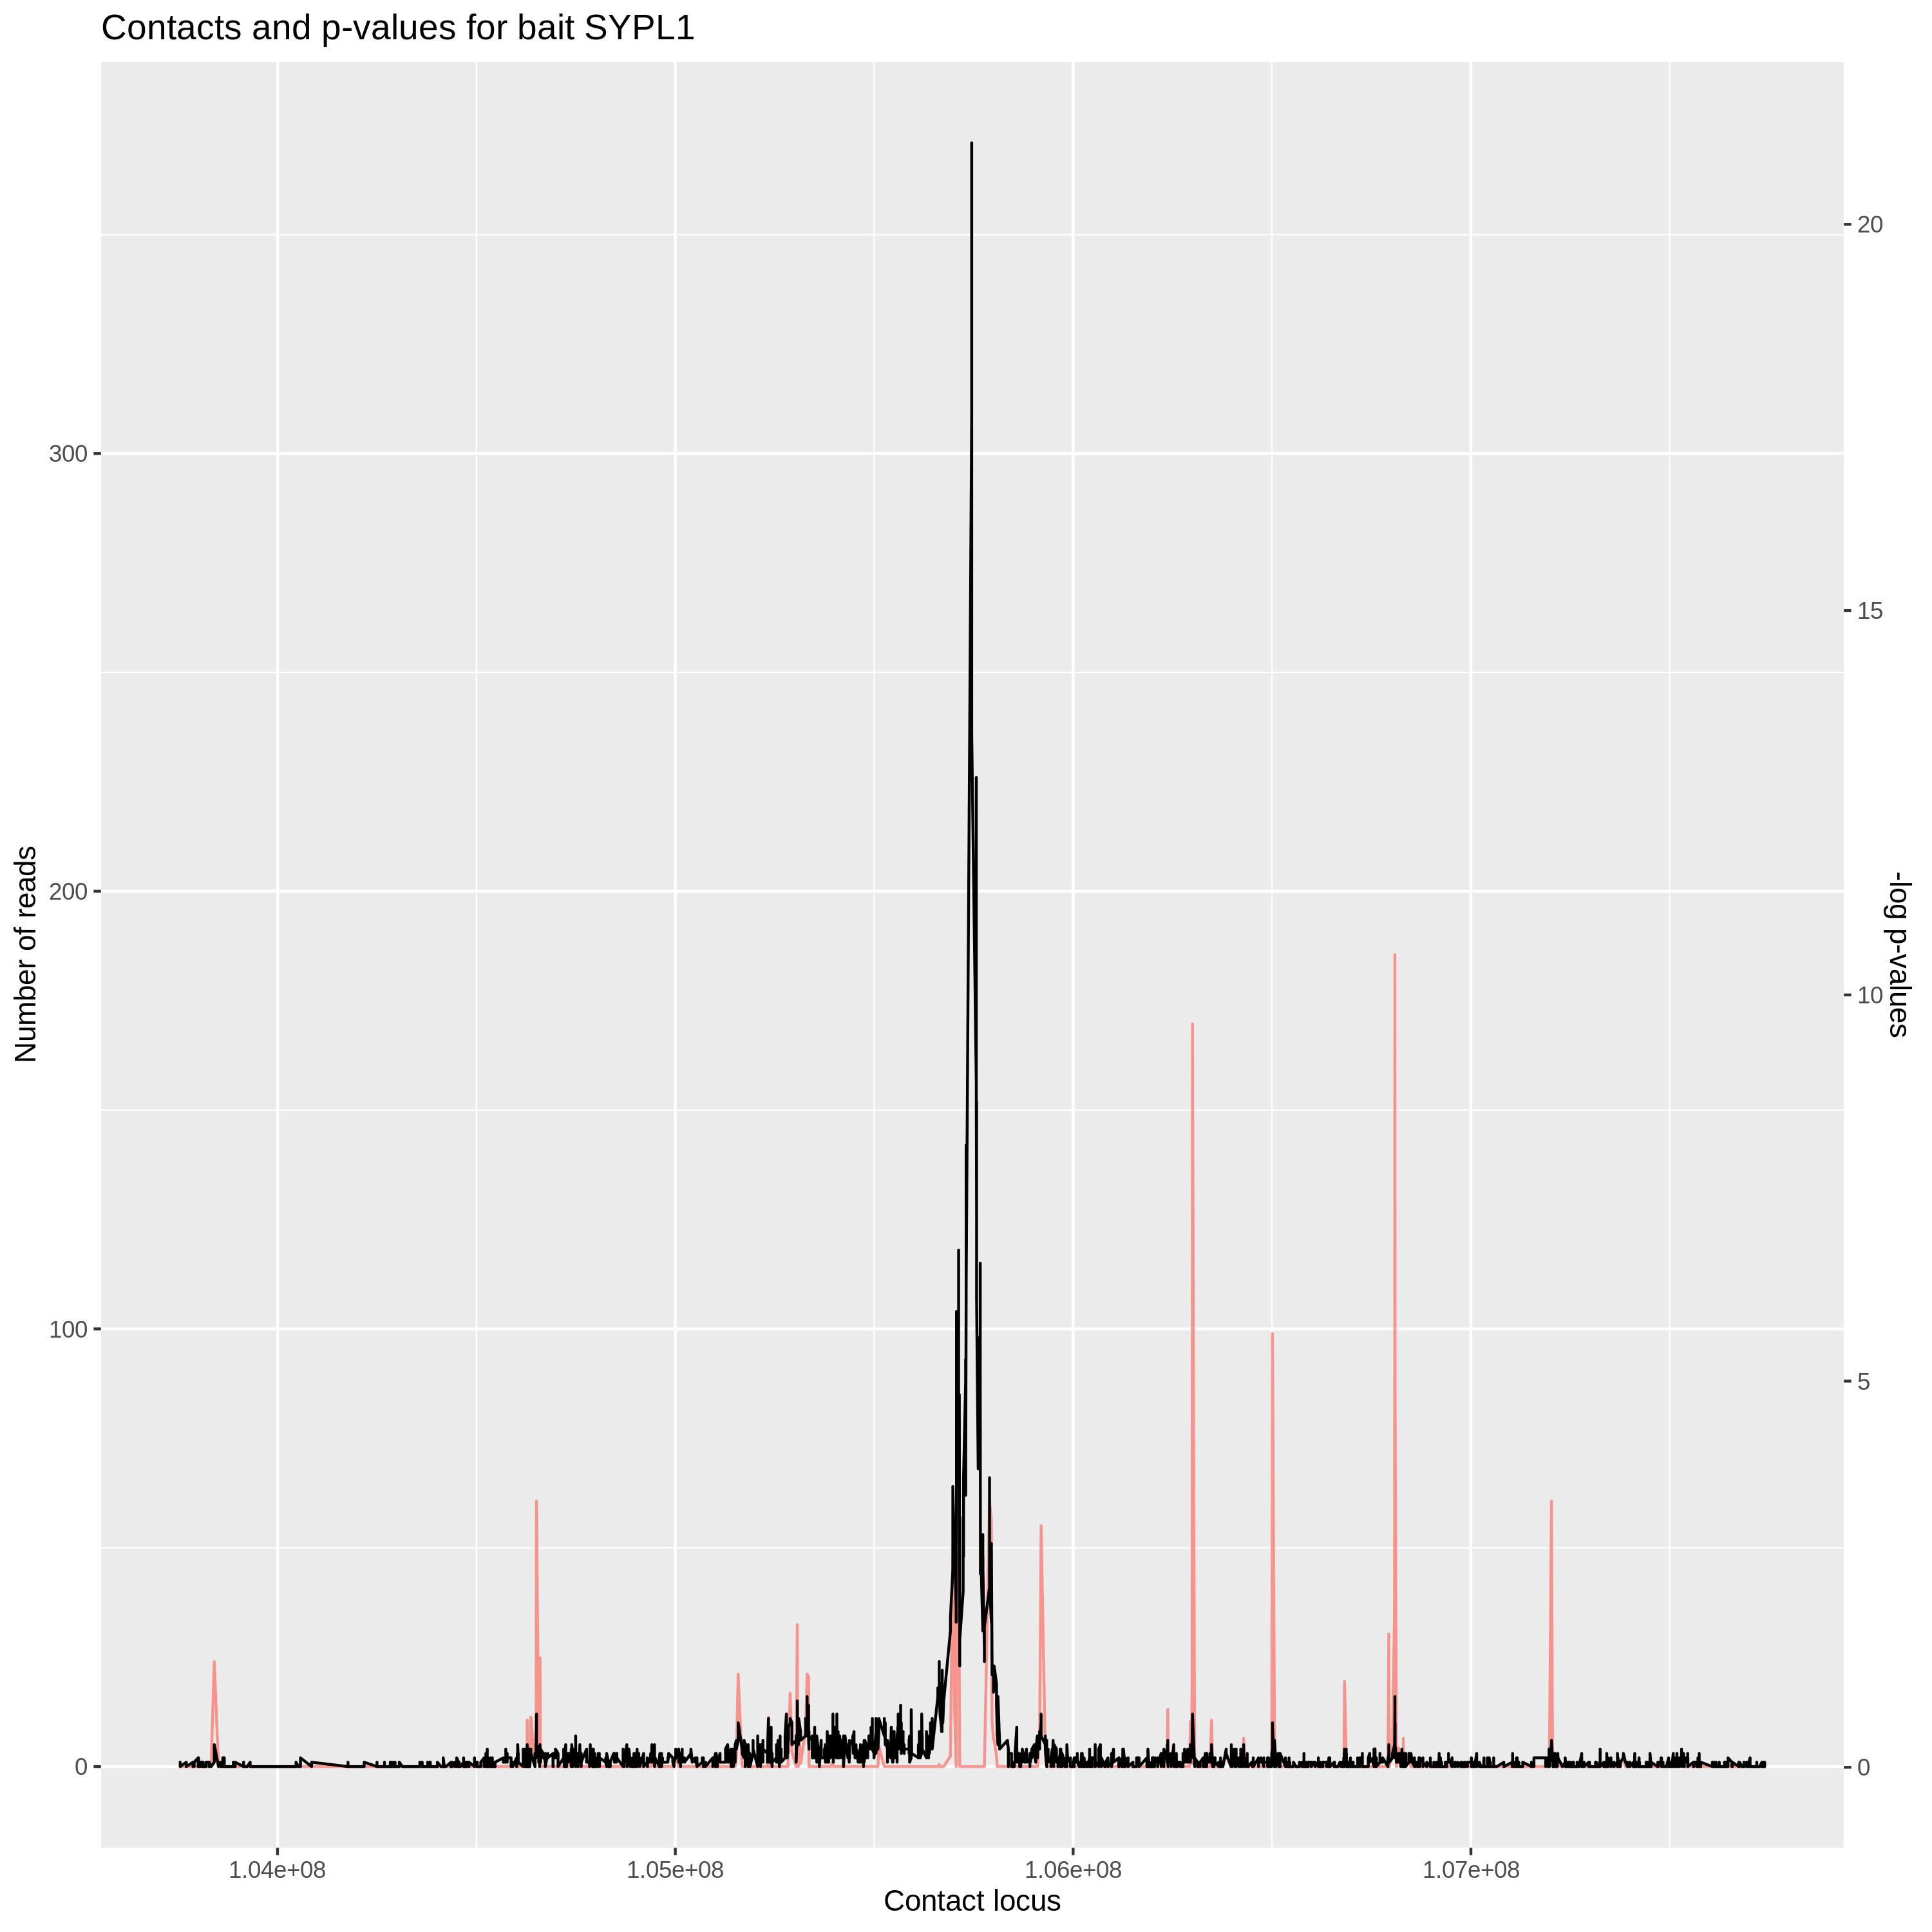 Contacts and p-values for bait SYPL1
Number of reads
300
200
100
0
20
15
10
5
0
-log p-values
1.04e+08
1.05e+08
1.06e+08
1.07e+08
Contact locus